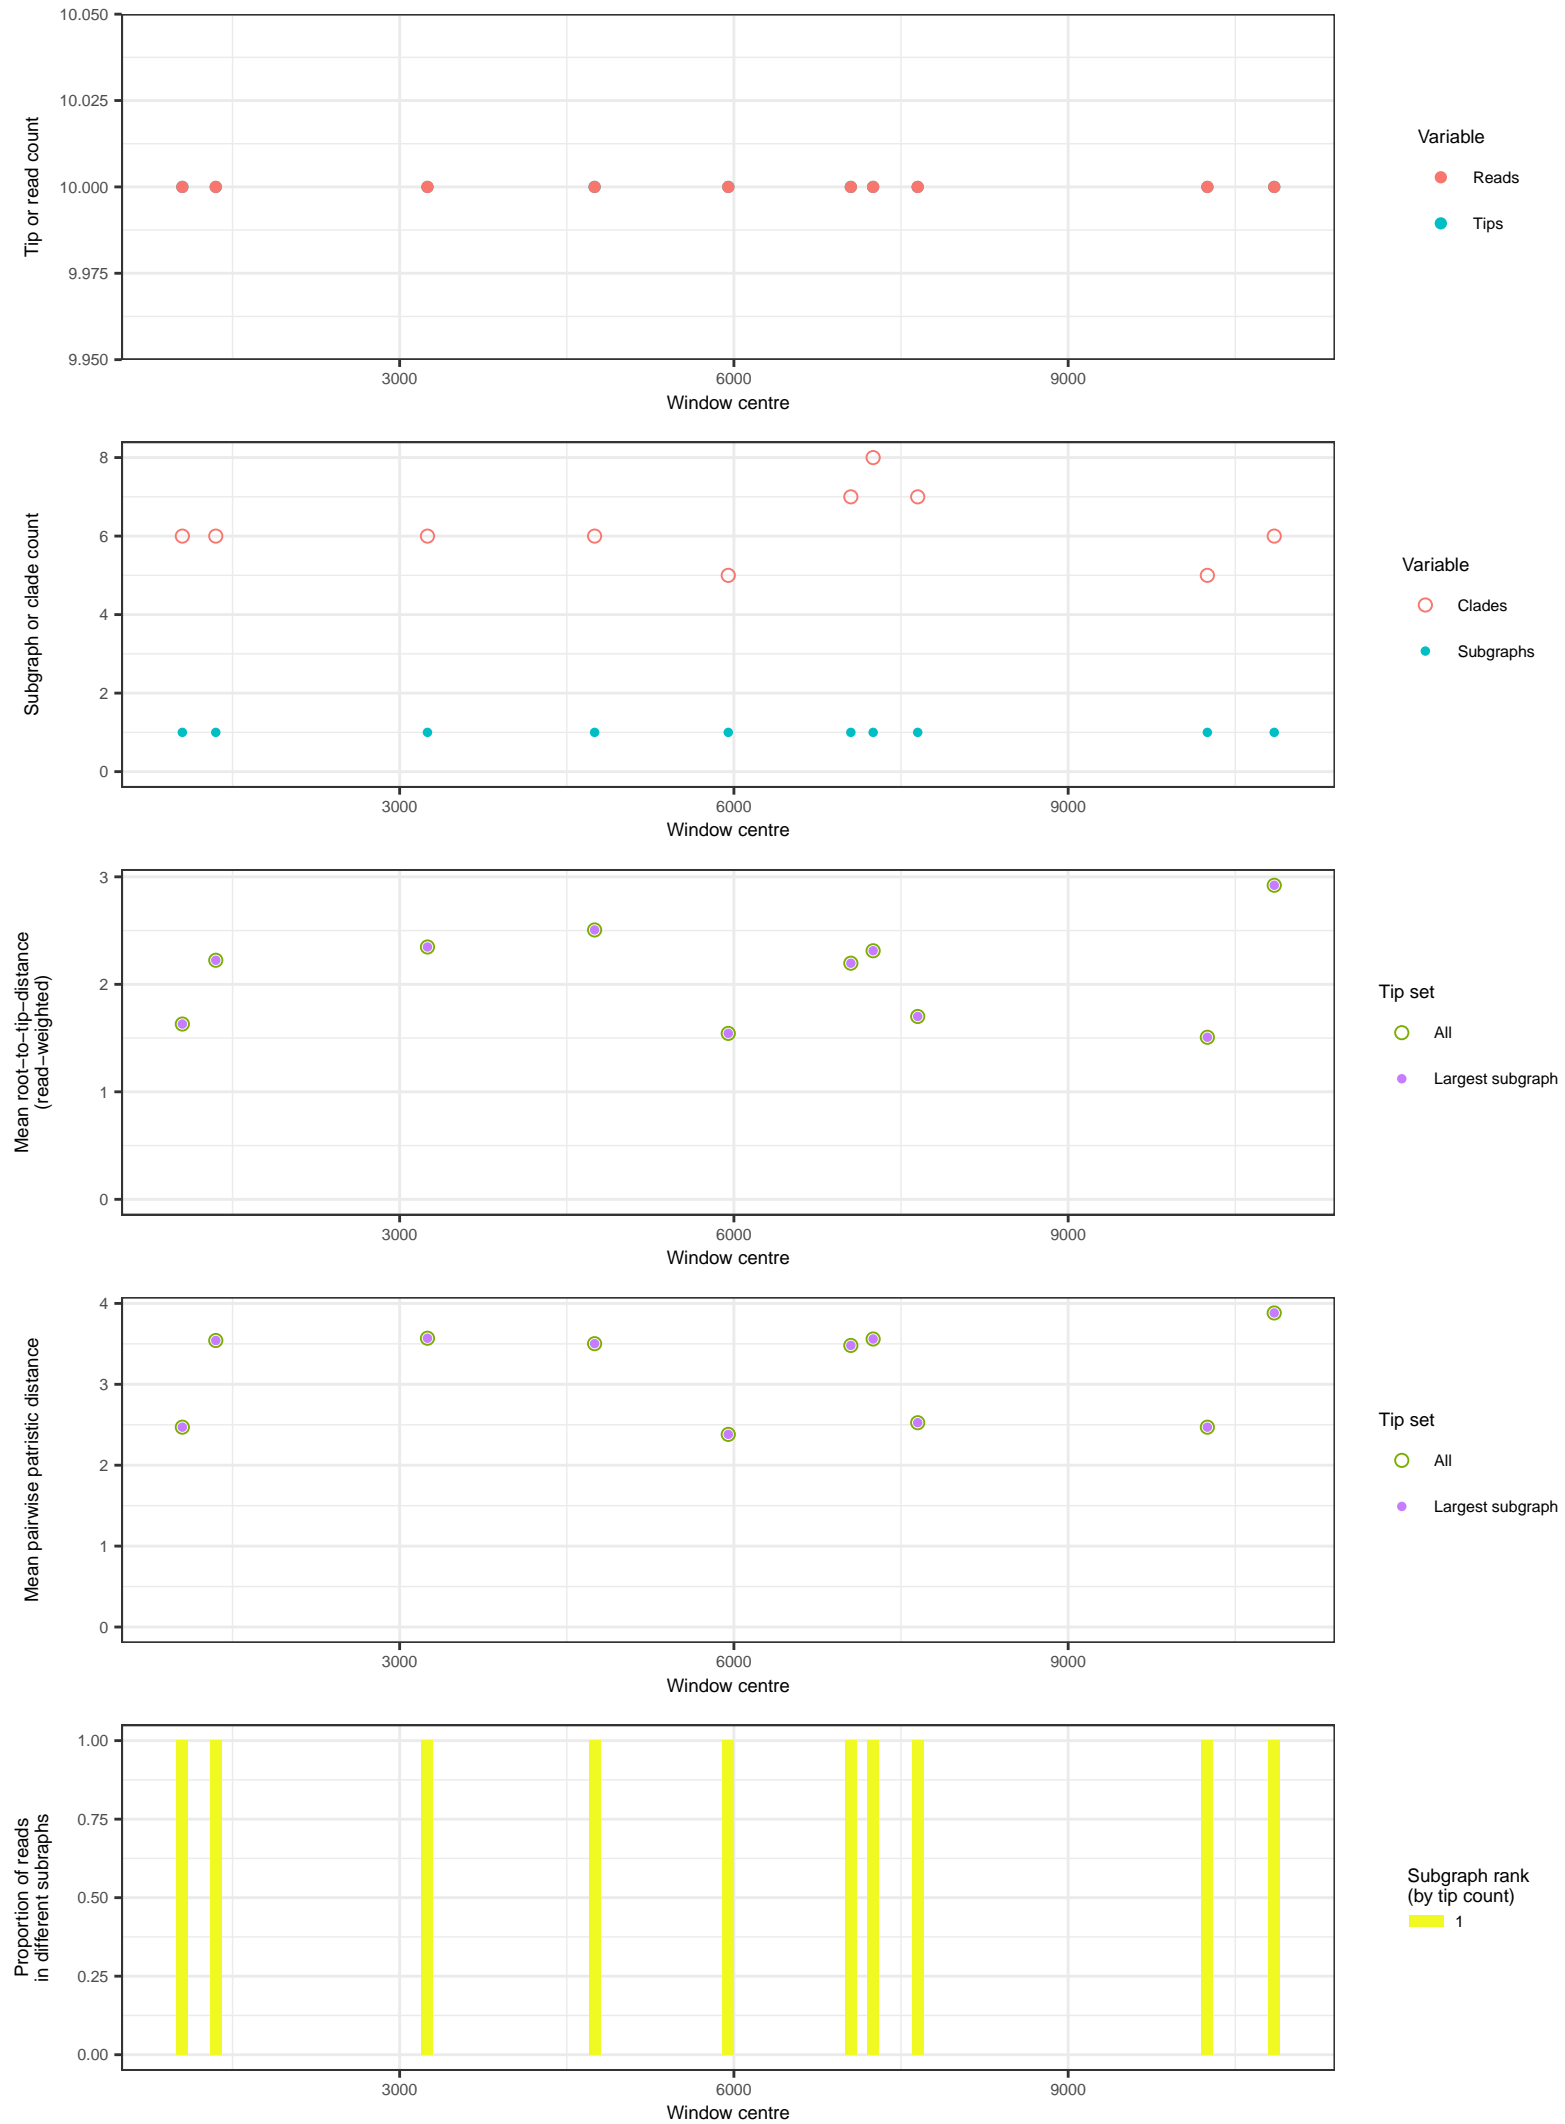 10.050
10.025
10.000
9.975
9.950
Tip or read count
3000 6000 9000
Window centre
Variable
Reads
Tips
8
6
4
2
0
Subgraph or clade count
3000 6000 9000
Window centre
Variable
Clades
Subgraphs
3
2
1
0
Mean root−to−tip−distance
(read−weighted)
3000 6000 9000
Window centre
Tip set
All
Largest subgraph
4
3
2
1
0
Mean pairwise patristic distance
3000 6000 9000
Window centre
Tip set
All
Largest subgraph
1.00
0.75
0.50
0.25
0.00
Proportion of reads
in different subraphs
3000 6000 9000
Window centre
Subgraph rank
(by tip count)
1